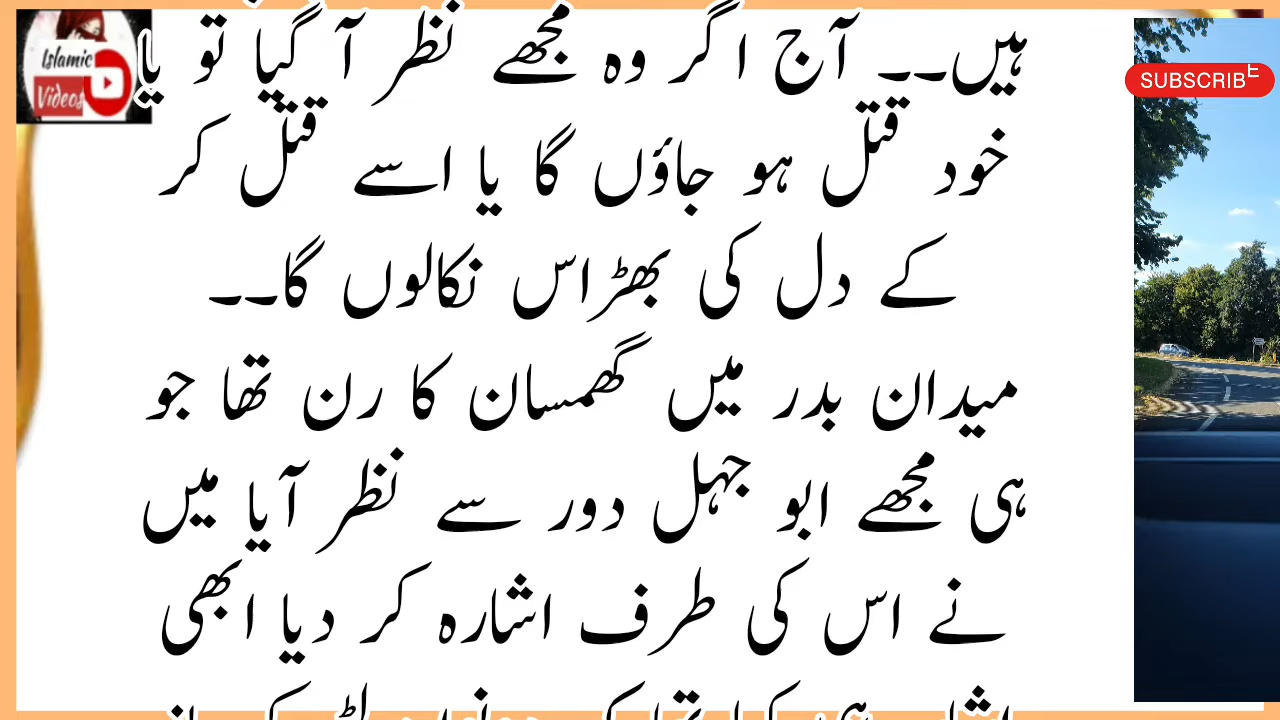 Islamic
Videos
SUBSCRIBE
ہیں۔۔ آج اگر وہ مجھے نظر آ گیا تو یا
خود قتل ہو جاؤں گا یا اسے قتل کر
کے دل کی بھڑاس نکالوں گا۔۔
میدان بدر میں گھمسان کا رن تھا جو
ہی مجھے ابو جہل دور سے نظر آیا میں
نے اس کی طرف اشارہ کر دیا ابھی